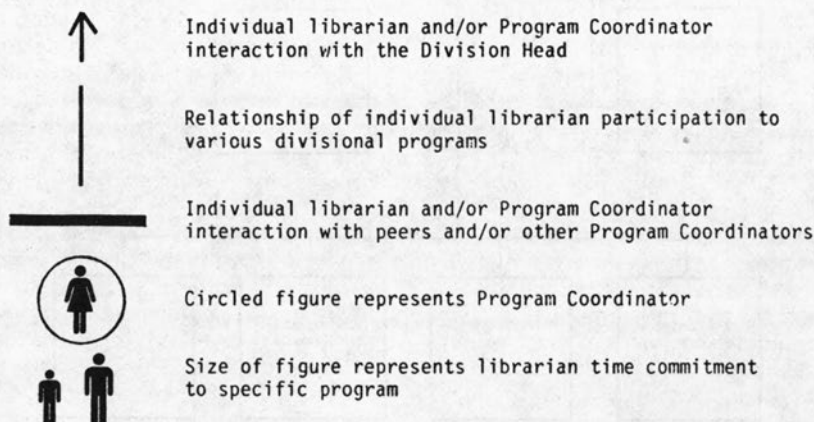 Individual librarian and/or Program Coordinator
interaction with the Division Head
Relationship of individual librarian participation to
various divisional programs
Individual librarian and/or Program Coordinator
interaction with peers and/or other Program Coordinators
Circled figure represents Program Coordinator
Size of figure represents librarian time commitment
to specific program